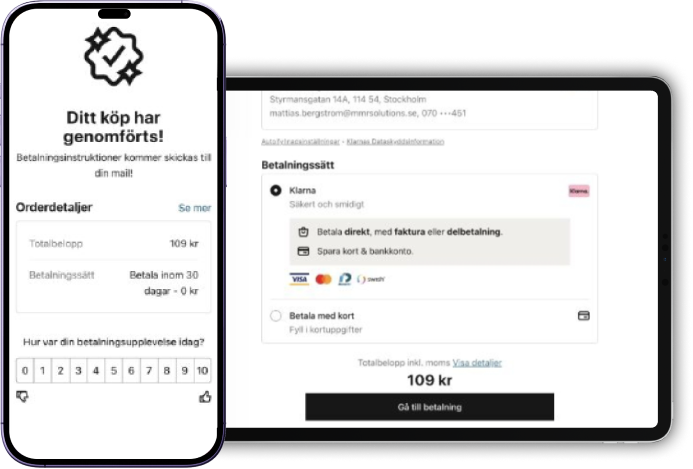 Ditt köp har
genomförts!
Betalningsinstruktioner kommer skickas till
din mail!
Orderdetaljer Se mer
Totalbelopp 109 kr
Betalningssätt Betala inom 30
dagar - 0 kr
Hur var din betalningsupplevelse idag?
0 1 2 3 4 5 6 7 8 9 10
Styrmansgatan 14A, 114 54, Stockholm
mattias.bergstrom@mmrsolutions.se, 070 ···451
Klarnas Dataskyddsinformation
Betalningssätt
Klarna Klarna.
Säkert och smidigt
Betala direkt, med faktura eller delbetalning.
Spara kort & bankkonto.
VISA swish
Betala med kort
Fyll i kortuppgifter
Totalbelopp inkl. moms Visa detaljer
109 kr
Gå till betalning